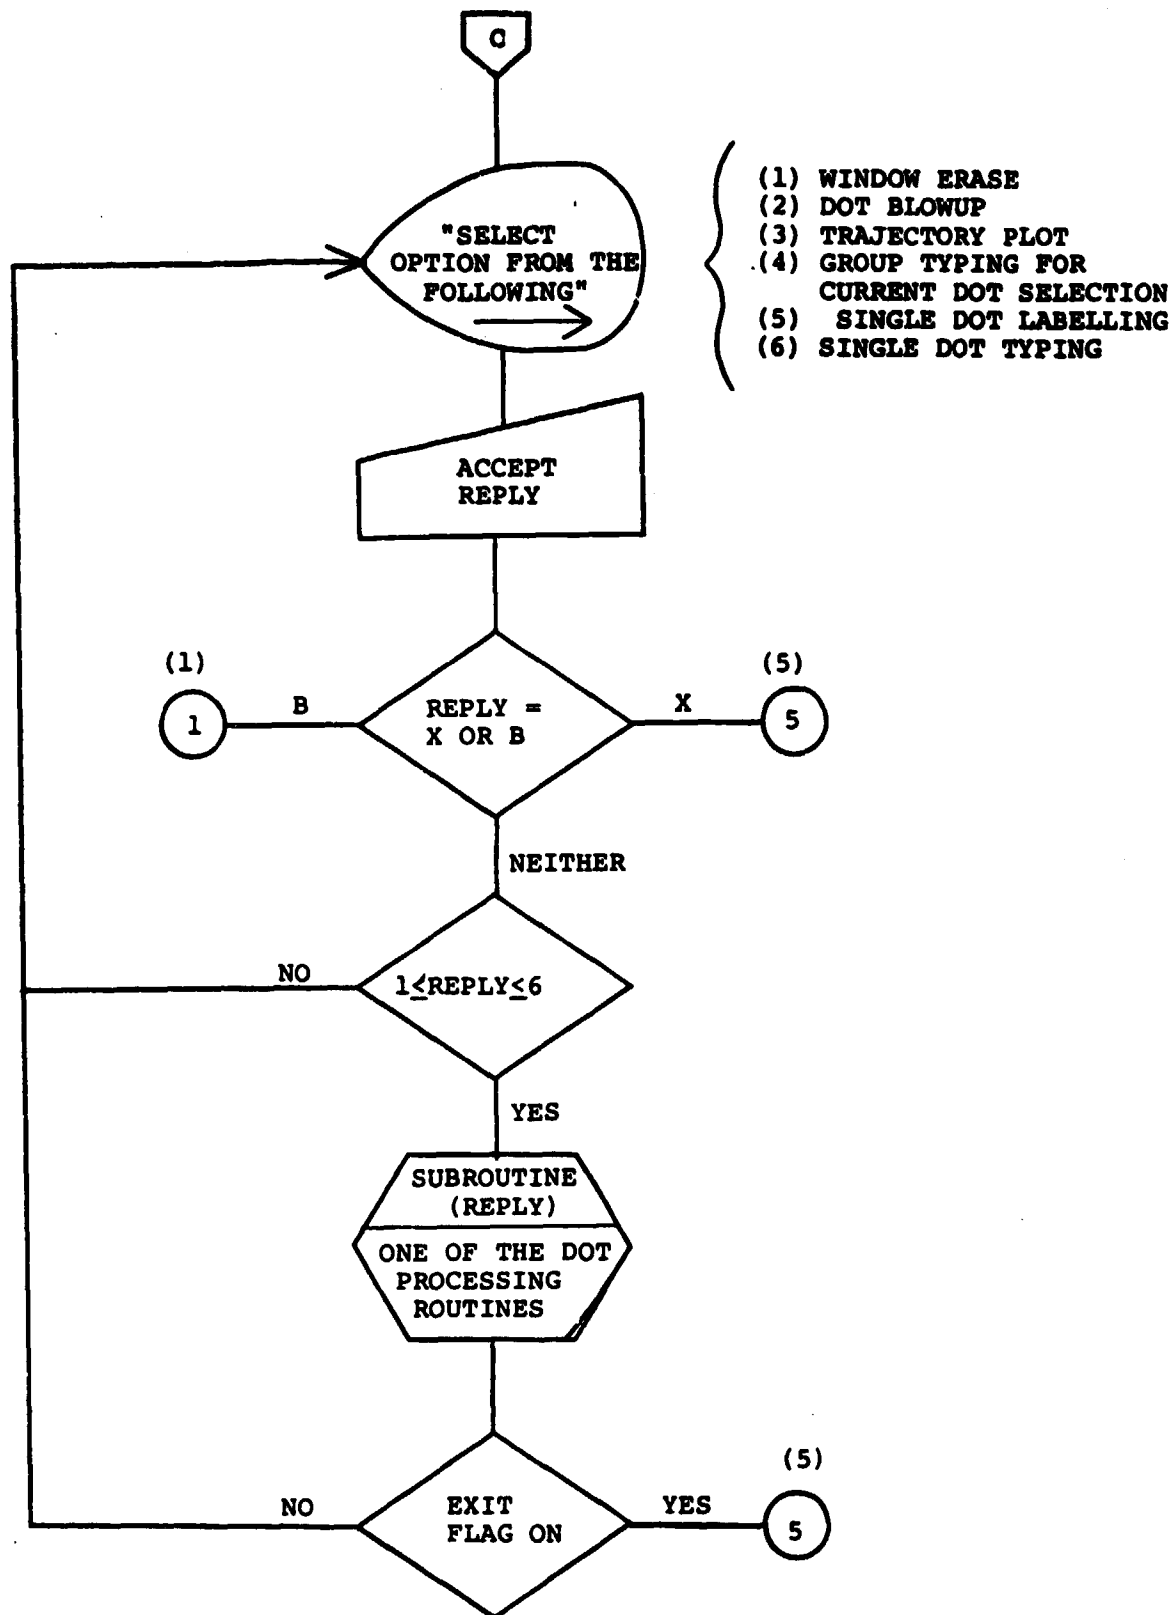 C
"SELECT
OPTION FROM THE
FOLLOWING"
(1) WINDOW ERASE
(2) DOT BLOWUP
(3) TRAJECTORY PLOT
(4) GROUP TYPING FOR
CURRENT DOT SELECTION
(5) SINGLE DOT LABELLING
(6) SINGLE DOT TYPING
ACCEPT
REPLY
(1)
1
B
REPLY =
X OR B
X
(5)
5
NEITHER
NO
1≤REPLY≤6
YES
SUBROUTINE
(REPLY)
ONE OF THE DOT
PROCESSING
ROUTINES
NO
EXIT
FLAG ON
YES
(5)
5